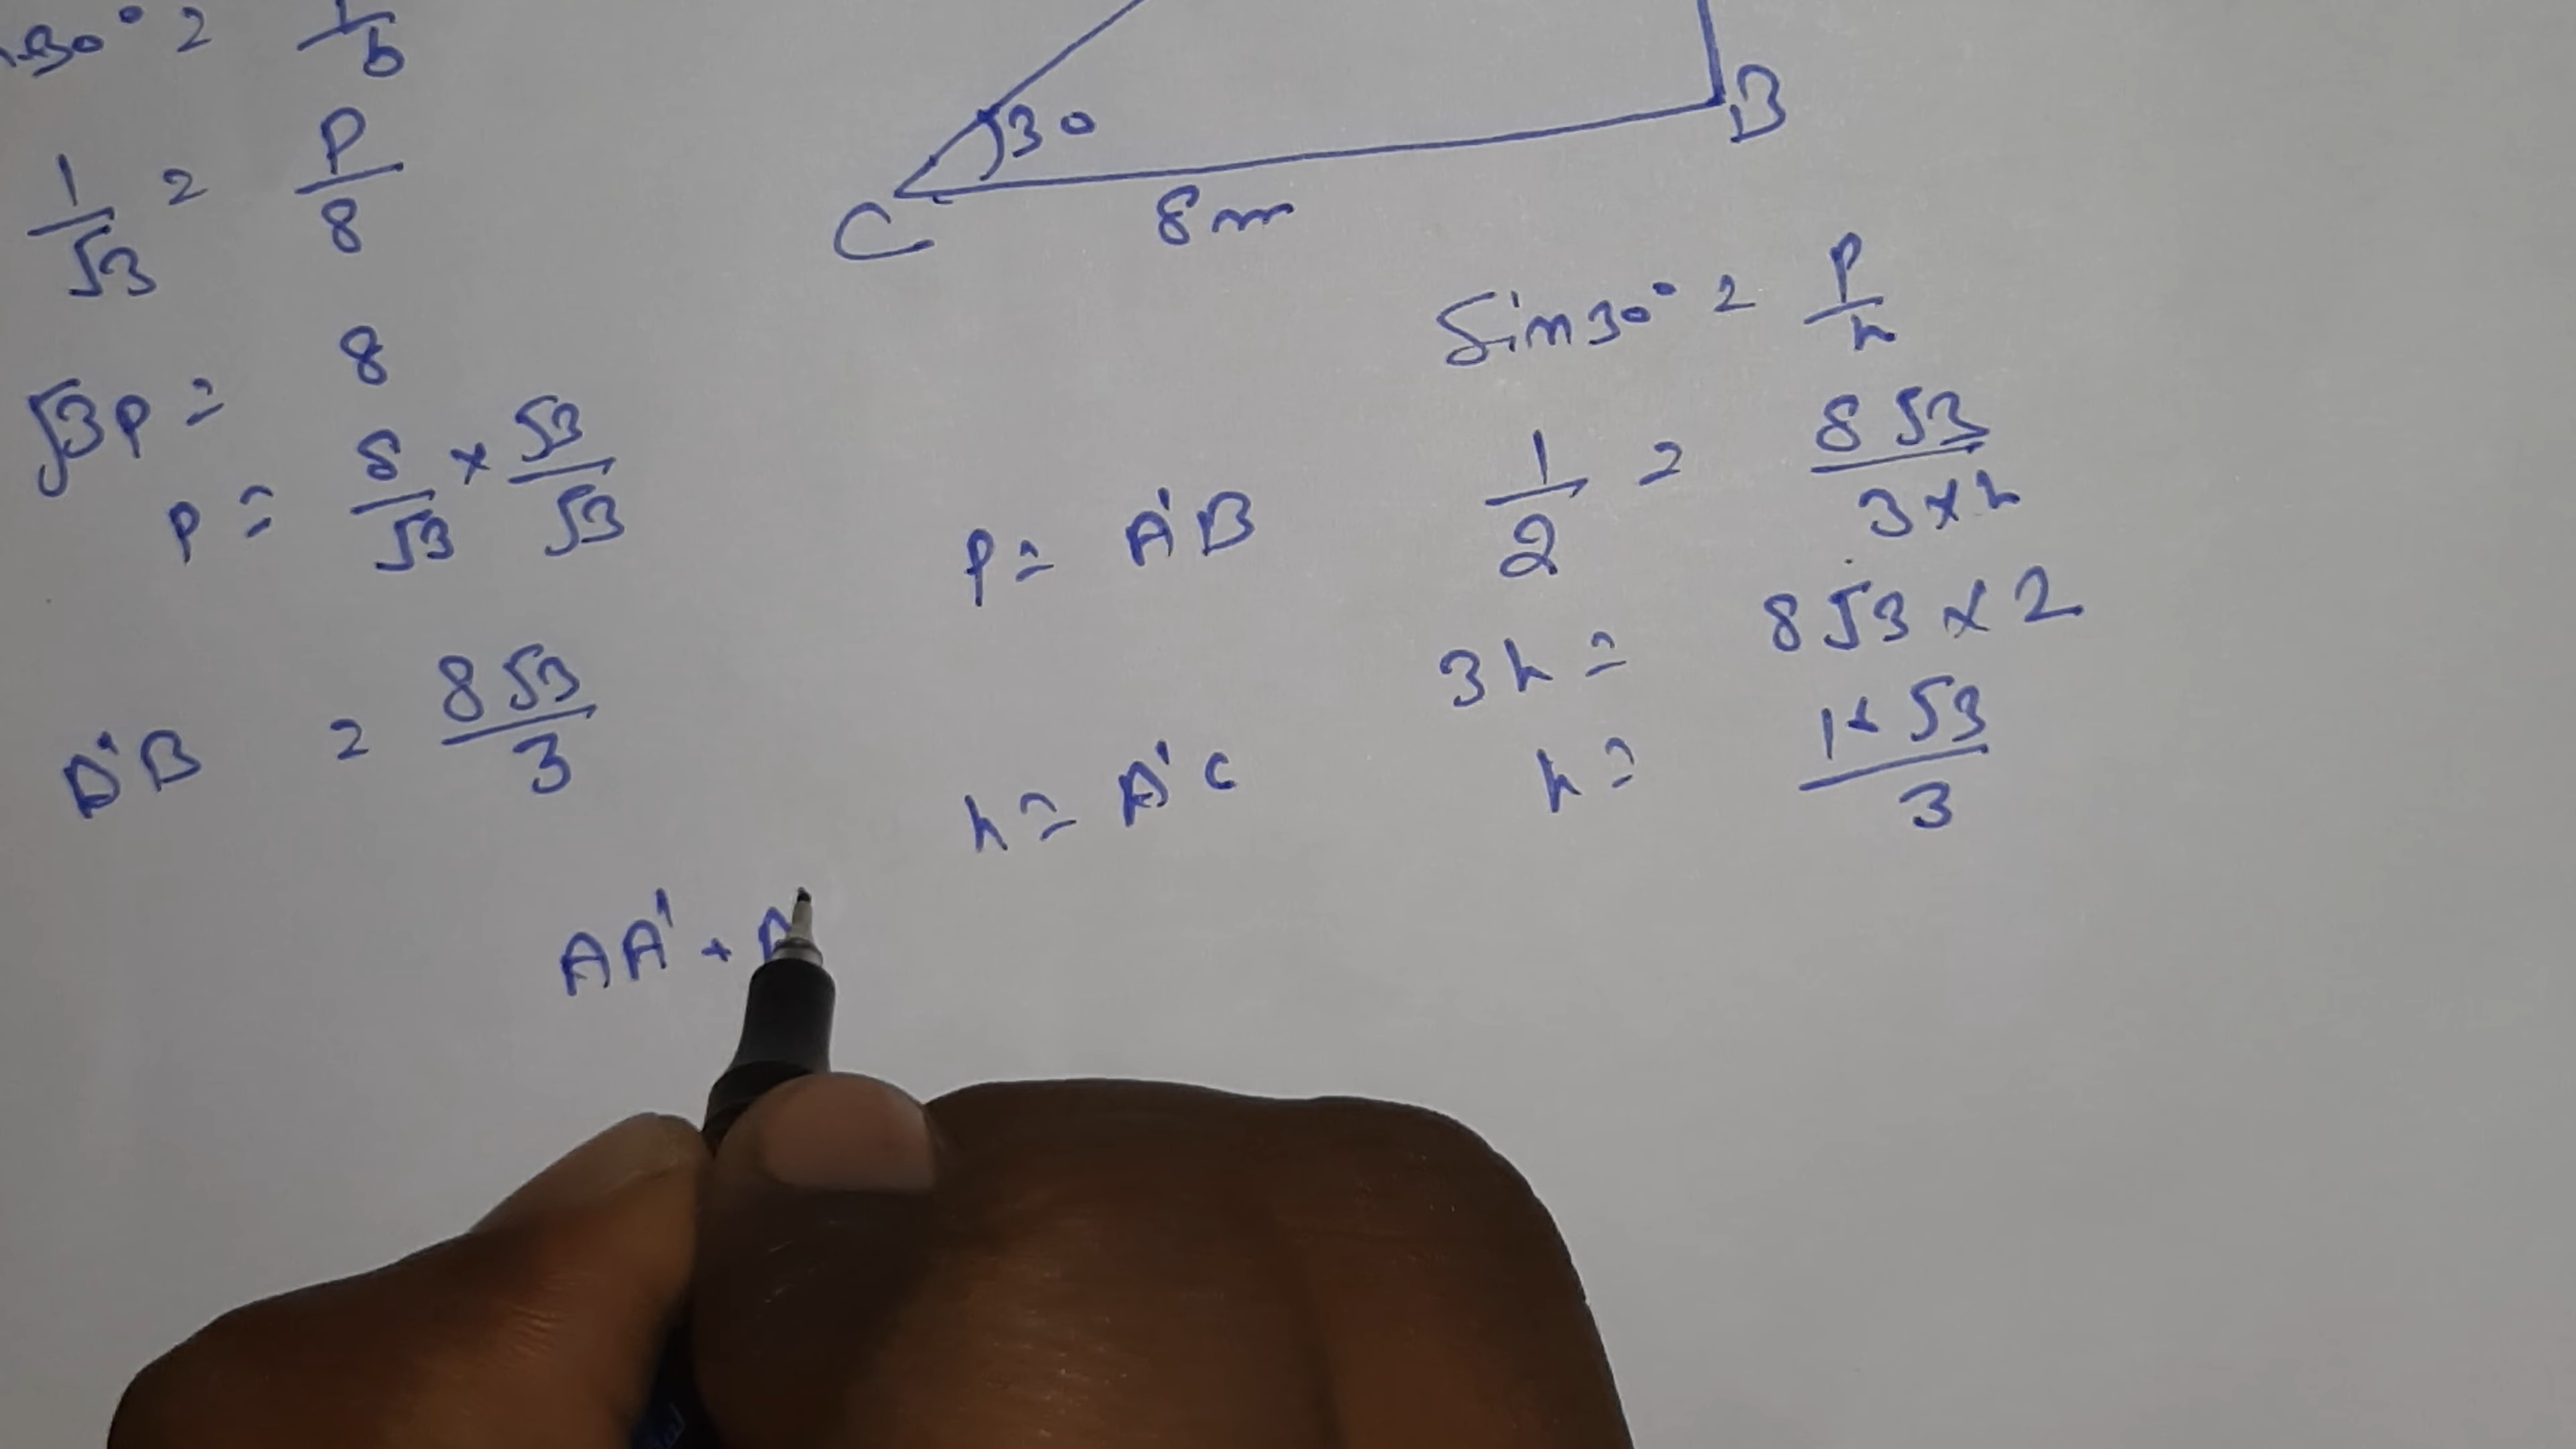 30° = 1/b
1/√3 = P/8
√3P = 8
P = 8/√3 × √3/√3
A'B = 8√3/3
30
C
8m
B
P = A'B
h = A'C
Sin30° = P/h
1/2 = 8√3/3×h
3h = 8√3×2
h = 16√3/3
AA' + A